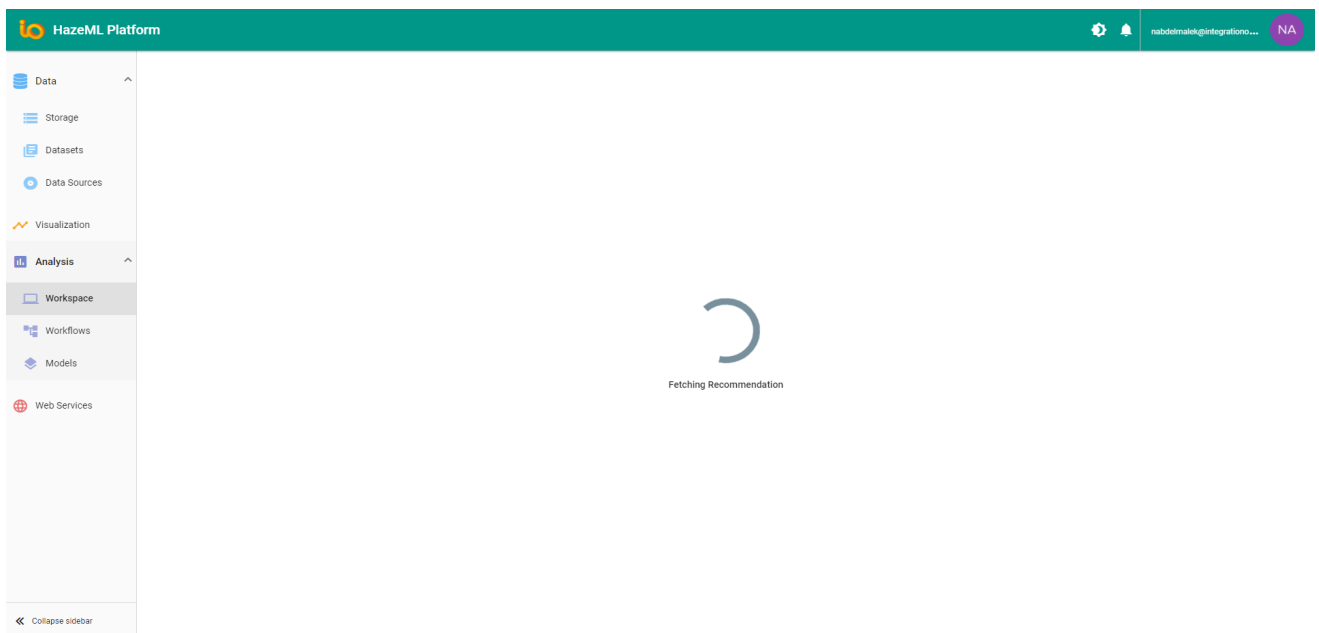 io HazeML Platform
nabdelmalek@integrationo... NA
Data
Storage
Datasets
Data Sources
Visualization
Analysis
Workspace
Workflows
Models
Web Services
Fetching Recommendation
Collapse sidebar